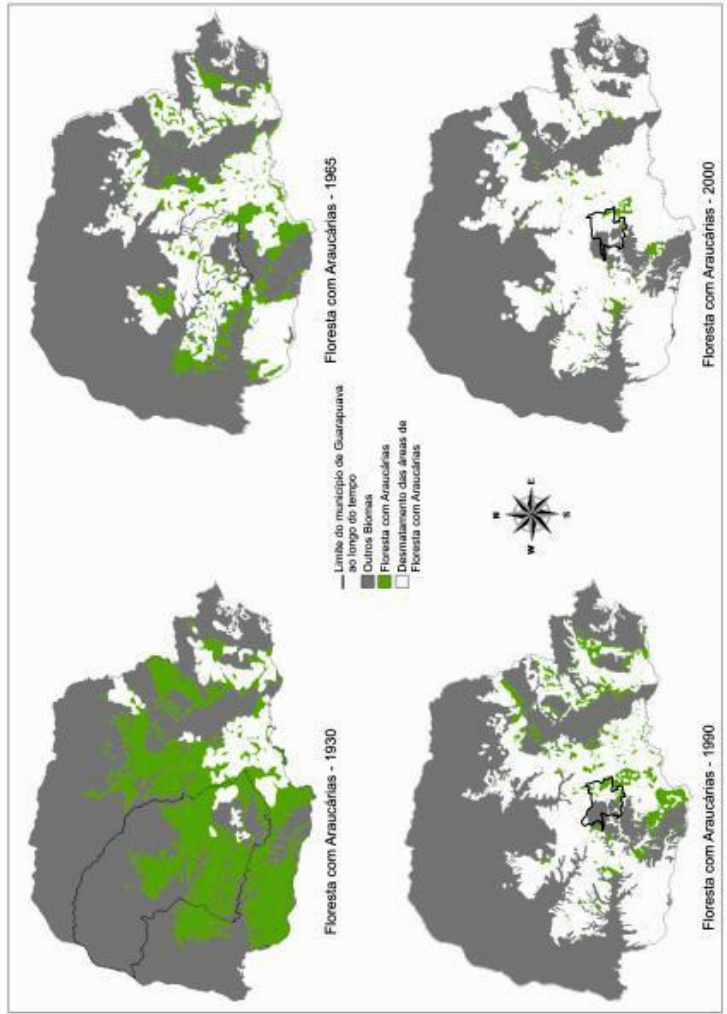 Floresta com Araucárias - 1930
Floresta com Araucárias - 1965
Limite do município de Guarapuava
ao longo do tempo
Outros Biomas
Floresta com Araucárias
Desmatamento das áreas de
Floresta com Araucárias
N
W
E
S
Floresta com Araucárias - 1990
Floresta com Araucárias - 2000